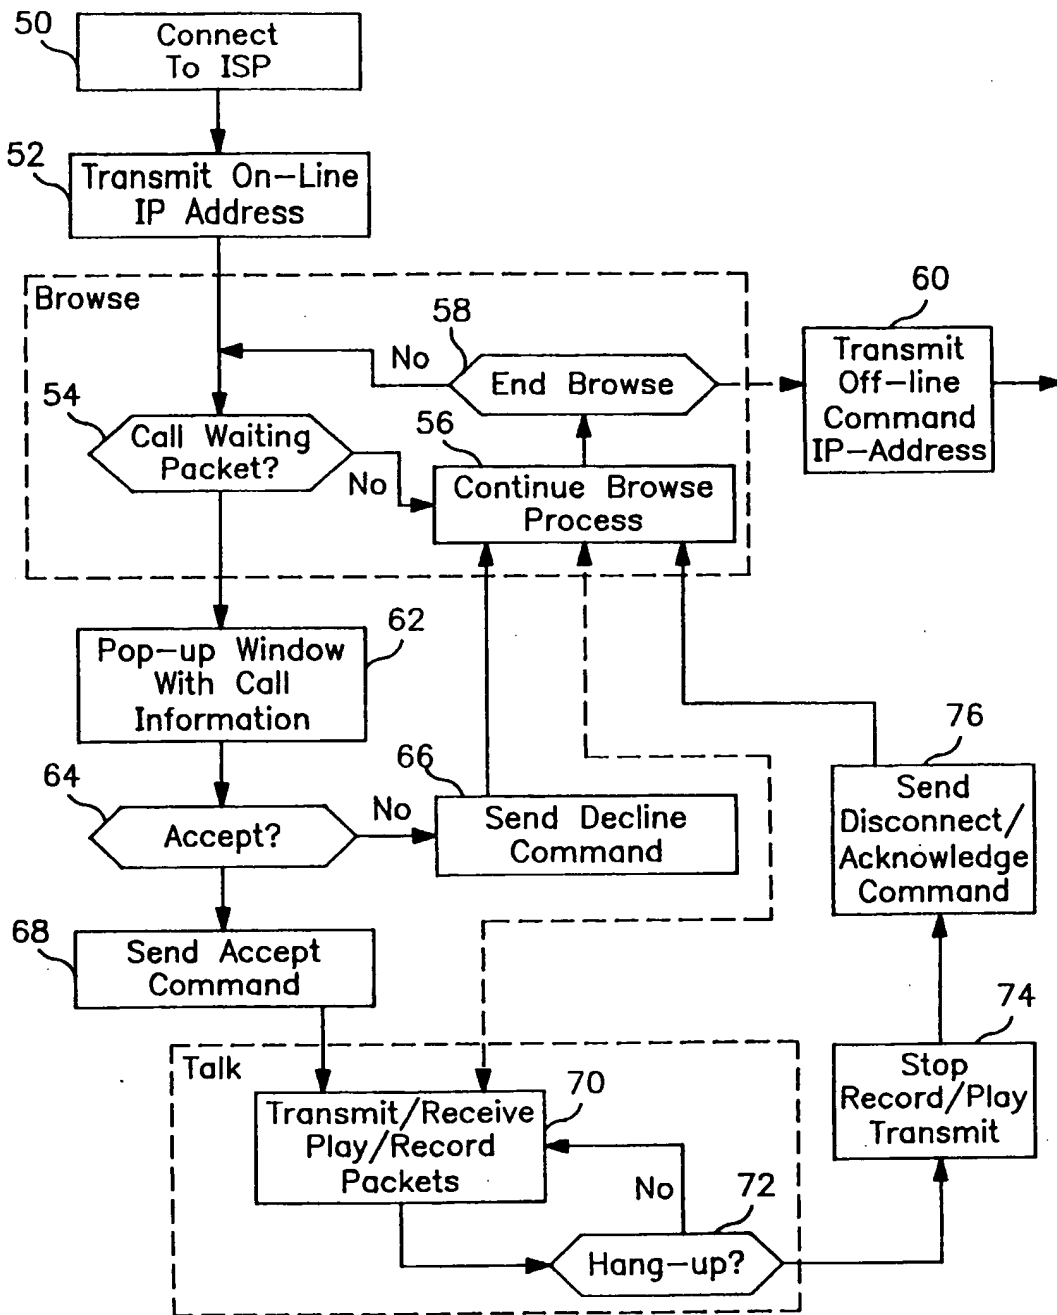 50
Connect
To ISP
52
Transmit On-Line
IP Address
Browse
58
No
End Browse
60
Transmit
Off-line
Command
IP-Address
54
Call Waiting
Packet?
No
56
Continue Browse
Process
62
Pop-up Window
With Call
Information
64
Accept?
No
66
Send Decline
Command
76
Send
Disconnect/
Acknowledge
Command
68
Send Accept
Command
74
Stop
Record/Play
Transmit
Talk
70
Transmit/Receive
Play/Record
Packets
No
72
Hang-up?